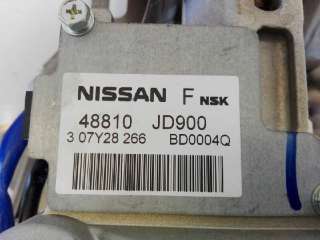 NISSAN F NSK
48810 JD900
3 07Y28 266 BD0004Q